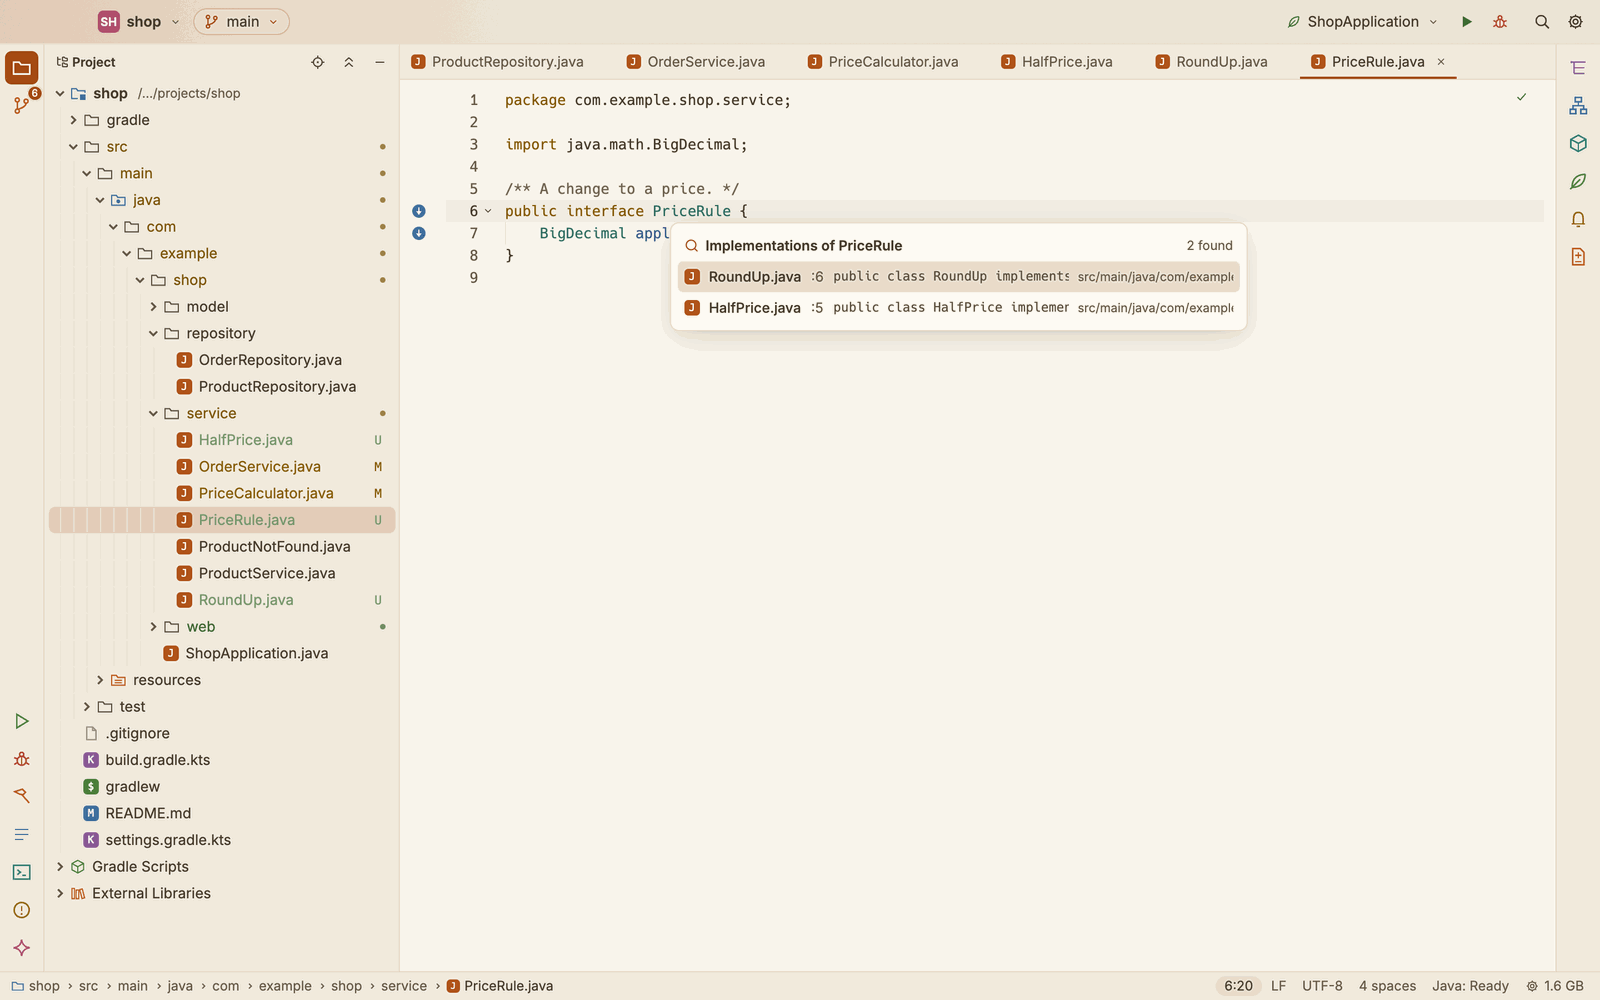 SH shop main ShopApplication
Project
ProductRepository.java OrderService.java PriceCalculator.java HalfPrice.java RoundUp.java PriceRule.java ×
6
shop /.../projects/shop
gradle
src
main
java
com
example
shop
model
repository
OrderRepository.java
ProductRepository.java
service
HalfPrice.java U
OrderService.java M
PriceCalculator.java M
PriceRule.java U
ProductNotFound.java
ProductService.java
RoundUp.java U
web
ShopApplication.java
resources
test
.gitignore
build.gradle.kts
gradlew
README.md
settings.gradle.kts
Gradle Scripts
External Libraries
1 package com.example.shop.service;
2
3 import java.math.BigDecimal;
4
5 /** A change to a price. */
6 public interface PriceRule {
7 BigDecimal appl
8 }
9
Implementations of PriceRule 2 found
RoundUp.java :6 public class RoundUp implements src/main/java/com/example
HalfPrice.java :5 public class HalfPrice implemen src/main/java/com/example
shop › src › main › java › com › example › shop › service › PriceRule.java
6:20 LF UTF-8 4 spaces Java: Ready 1.6 GB